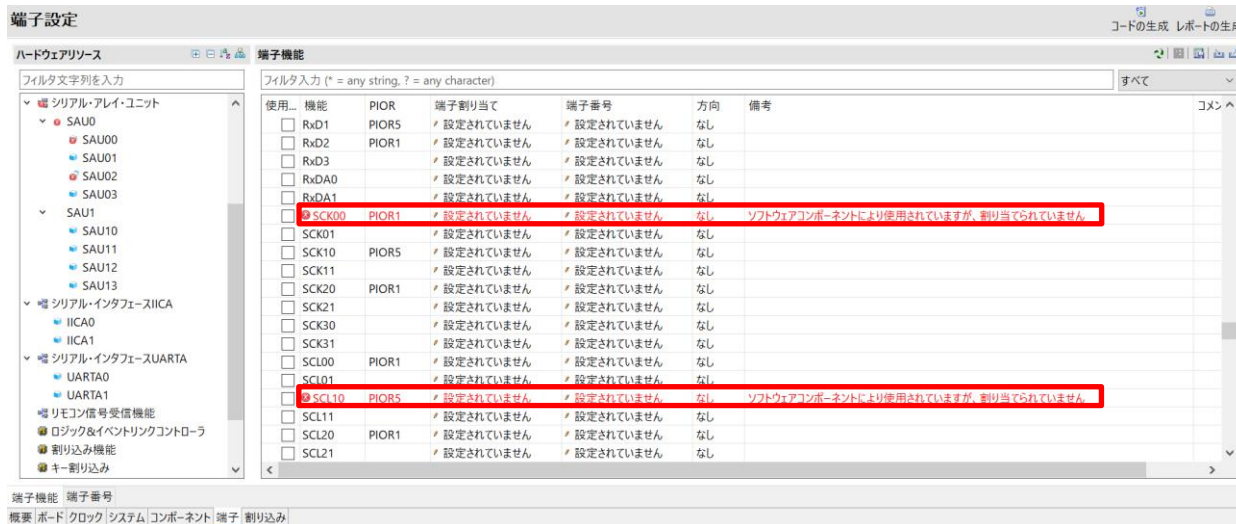 端子設定
コードの生成 レポートの生成
ハードウェアリソース
端子機能
フィルタ文字列を入力
フィルタ入力 (* = any string, ? = any character)
すべて
シリアル・アレイ・ユニット
SAU0
SAU00
SAU01
SAU02
SAU03
SAU1
SAU10
SAU11
SAU12
SAU13
シリアル・インタフェースIICA
IICA0
IICA1
シリアル・インタフェースUARTA
UARTA0
UARTA1
リモコン信号受信機能
ロジック&イベントリンクコントローラ
割り込み機能
キー割り込み
使用... 機能 PIOR 端子割り当て 端子番号 方向 備考 コメン
RxD1 PIOR5 設定されていません 設定されていません なし
RxD2 PIOR1 設定されていません 設定されていません なし
RxD3 設定されていません 設定されていません なし
RxDA0 設定されていません 設定されていません なし
RxDA1 設定されていません 設定されていません なし
SCK00 PIOR1 設定されていません 設定されていません なし ソフトウェアコンポーネントにより使用されていますが、割り当てられていません
SCK01 設定されていません 設定されていません なし
SCK10 PIOR5 設定されていません 設定されていません なし
SCK11 設定されていません 設定されていません なし
SCK20 PIOR1 設定されていません 設定されていません なし
SCK21 設定されていません 設定されていません なし
SCK30 設定されていません 設定されていません なし
SCK31 設定されていません 設定されていません なし
SCL00 PIOR1 設定されていません 設定されていません なし
SCL01 設定されていません 設定されていません なし
SCL10 PIOR5 設定されていません 設定されていません なし ソフトウェアコンポーネントにより使用されていますが、割り当てられていません
SCL11 設定されていません 設定されていません なし
SCL20 PIOR1 設定されていません 設定されていません なし
SCL21 設定されていません 設定されていません なし
端子機能 端子番号
概要 ボード クロック システム コンポーネント 端子 割り込み